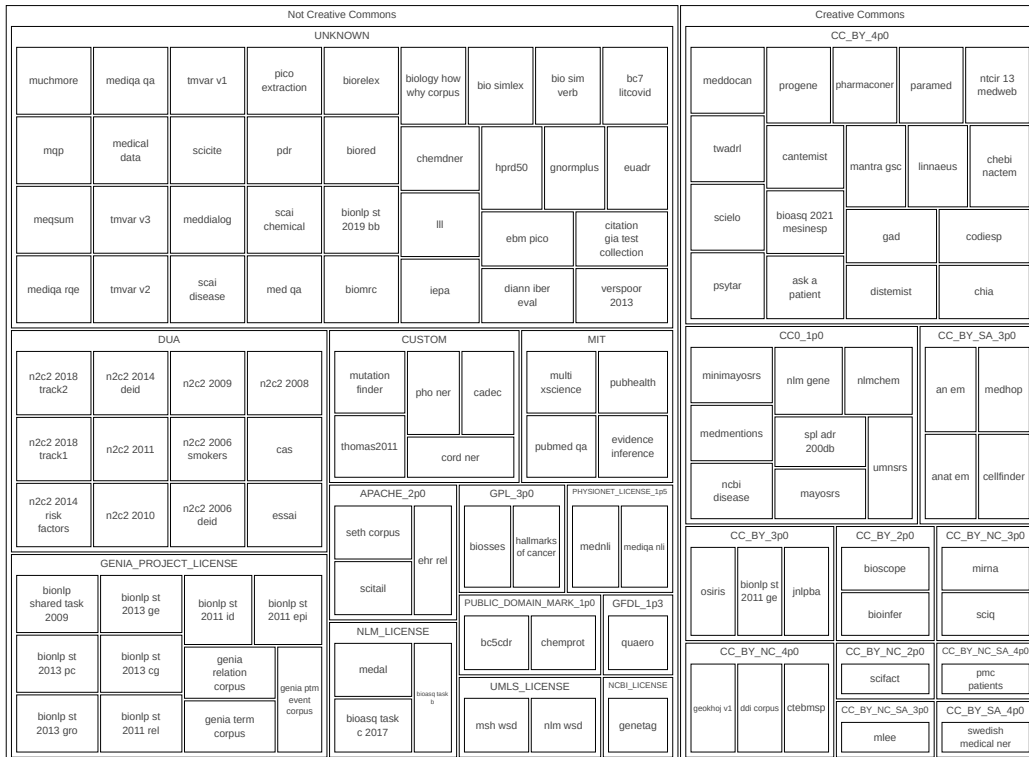 Not Creative Commons
UNKNOWN
muchmore
mediqa qa
tmvar v1
pico
extraction
biorelex
biology how
why corpus
bio simlex
bio sim
verb
bc7
litcovid
mqp
medical
data
scicite
pdr
biored
chemdner
hprd50
gnormplus
euadr
meqsum
tmvar v3
meddialog
scai
chemical
bionlp st
2019 bb
lll
ebm pico
citation
gia test
collection
mediqa rqe
tmvar v2
scai
disease
med qa
biomrc
iepa
diann iber
eval
verspoor
2013
DUA
n2c2 2018
track2
n2c2 2014
deid
n2c2 2009
n2c2 2008
n2c2 2018
track1
n2c2 2011
n2c2 2006
smokers
cas
n2c2 2014
risk
factors
n2c2 2010
n2c2 2006
deid
essai
CUSTOM
mutation
finder
pho ner
cadec
thomas2011
cord ner
MIT
multi
xscience
pubhealth
pubmed qa
evidence
inference
GENIA_PROJECT_LICENSE
bionlp
shared task
2009
bionlp st
2013 ge
bionlp st
2011 id
bionlp st
2011 epi
bionlp st
2013 pc
bionlp st
2013 cg
genia
relation
corpus
genia ptm
event
corpus
bionlp st
2013 gro
bionlp st
2011 rel
genia term
corpus
APACHE_2p0
seth corpus
ehr rel
scitail
GPL_3p0
biosses
hallmarks
of cancer
PHYSIONET_LICENSE_1p5
mednli
mediqa nli
NLM_LICENSE
medal
bioasq task
b
bioasq task
c 2017
PUBLIC_DOMAIN_MARK_1p0
bc5cdr
chemprot
GFDL_1p3
quaero
UMLS_LICENSE
msh wsd
nlm wsd
NCBI_LICENSE
genetag
Creative Commons
CC_BY_4p0
meddocan
progene
pharmaconer
paramed
ntcir 13
medweb
twadrl
cantemist
mantra gsc
linnaeus
chebi
nactem
scielo
bioasq 2021
mesinesp
gad
codiesp
psytar
ask a
patient
distemist
chia
CC0_1p0
minimayosrs
nlm gene
nlmchem
medmentions
spl adr
200db
umnsrs
ncbi
disease
mayosrs
CC_BY_SA_3p0
an em
medhop
anat em
cellfinder
CC_BY_3p0
osiris
bionlp st
2011 ge
jnlpba
CC_BY_2p0
bioscope
bioinfer
CC_BY_NC_3p0
mirna
sciq
CC_BY_NC_4p0
geokhoj v1
ddi corpus
ctebmsp
CC_BY_NC_2p0
scifact
CC_BY_NC_SA_4p0
pmc
patients
CC_BY_NC_SA_3p0
mlee
CC_BY_SA_4p0
swedish
medical ner